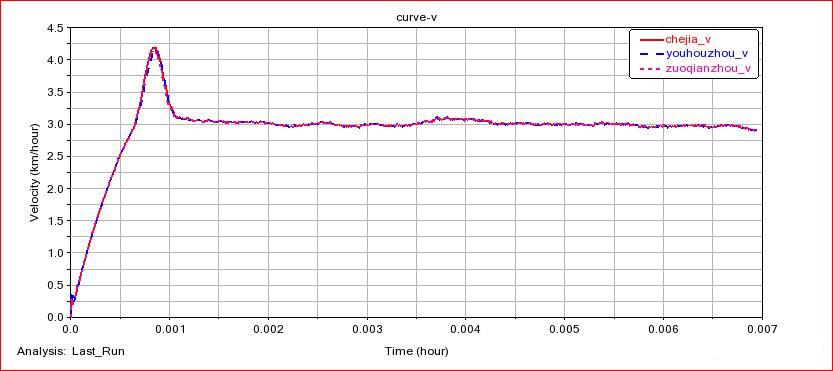 curve-v
4.5
4.0
3.5
3.0
2.5
2.0
1.5
1.0
0.5
0.0
Velocity (km/hour)
chejia_v
youhouzhou_v
zuoqianzhou_v
0.0 0.001 0.002 0.003 0.004 0.005 0.006 0.007
Analysis: Last_Run
Time (hour)